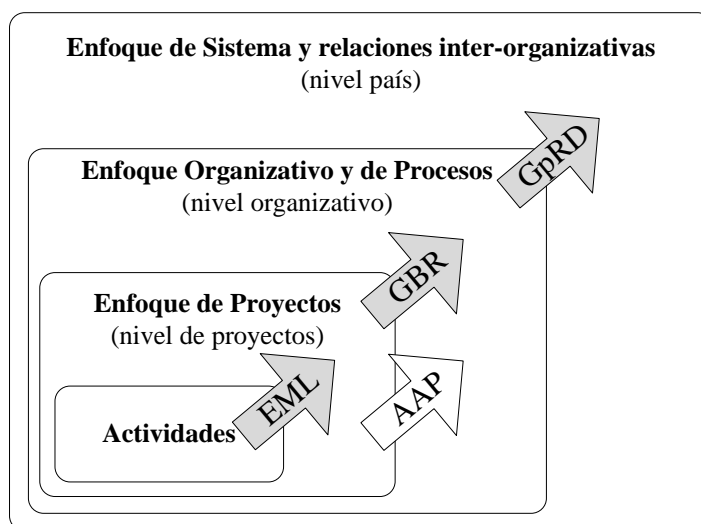 Enfoque de Sistema y relaciones inter-organizativas
(nivel país)
GpRD
Enfoque Organizativo y de Procesos
(nivel organizativo)
GBR
Enfoque de Proyectos
(nivel de proyectos)
EML
AAP
Actividades